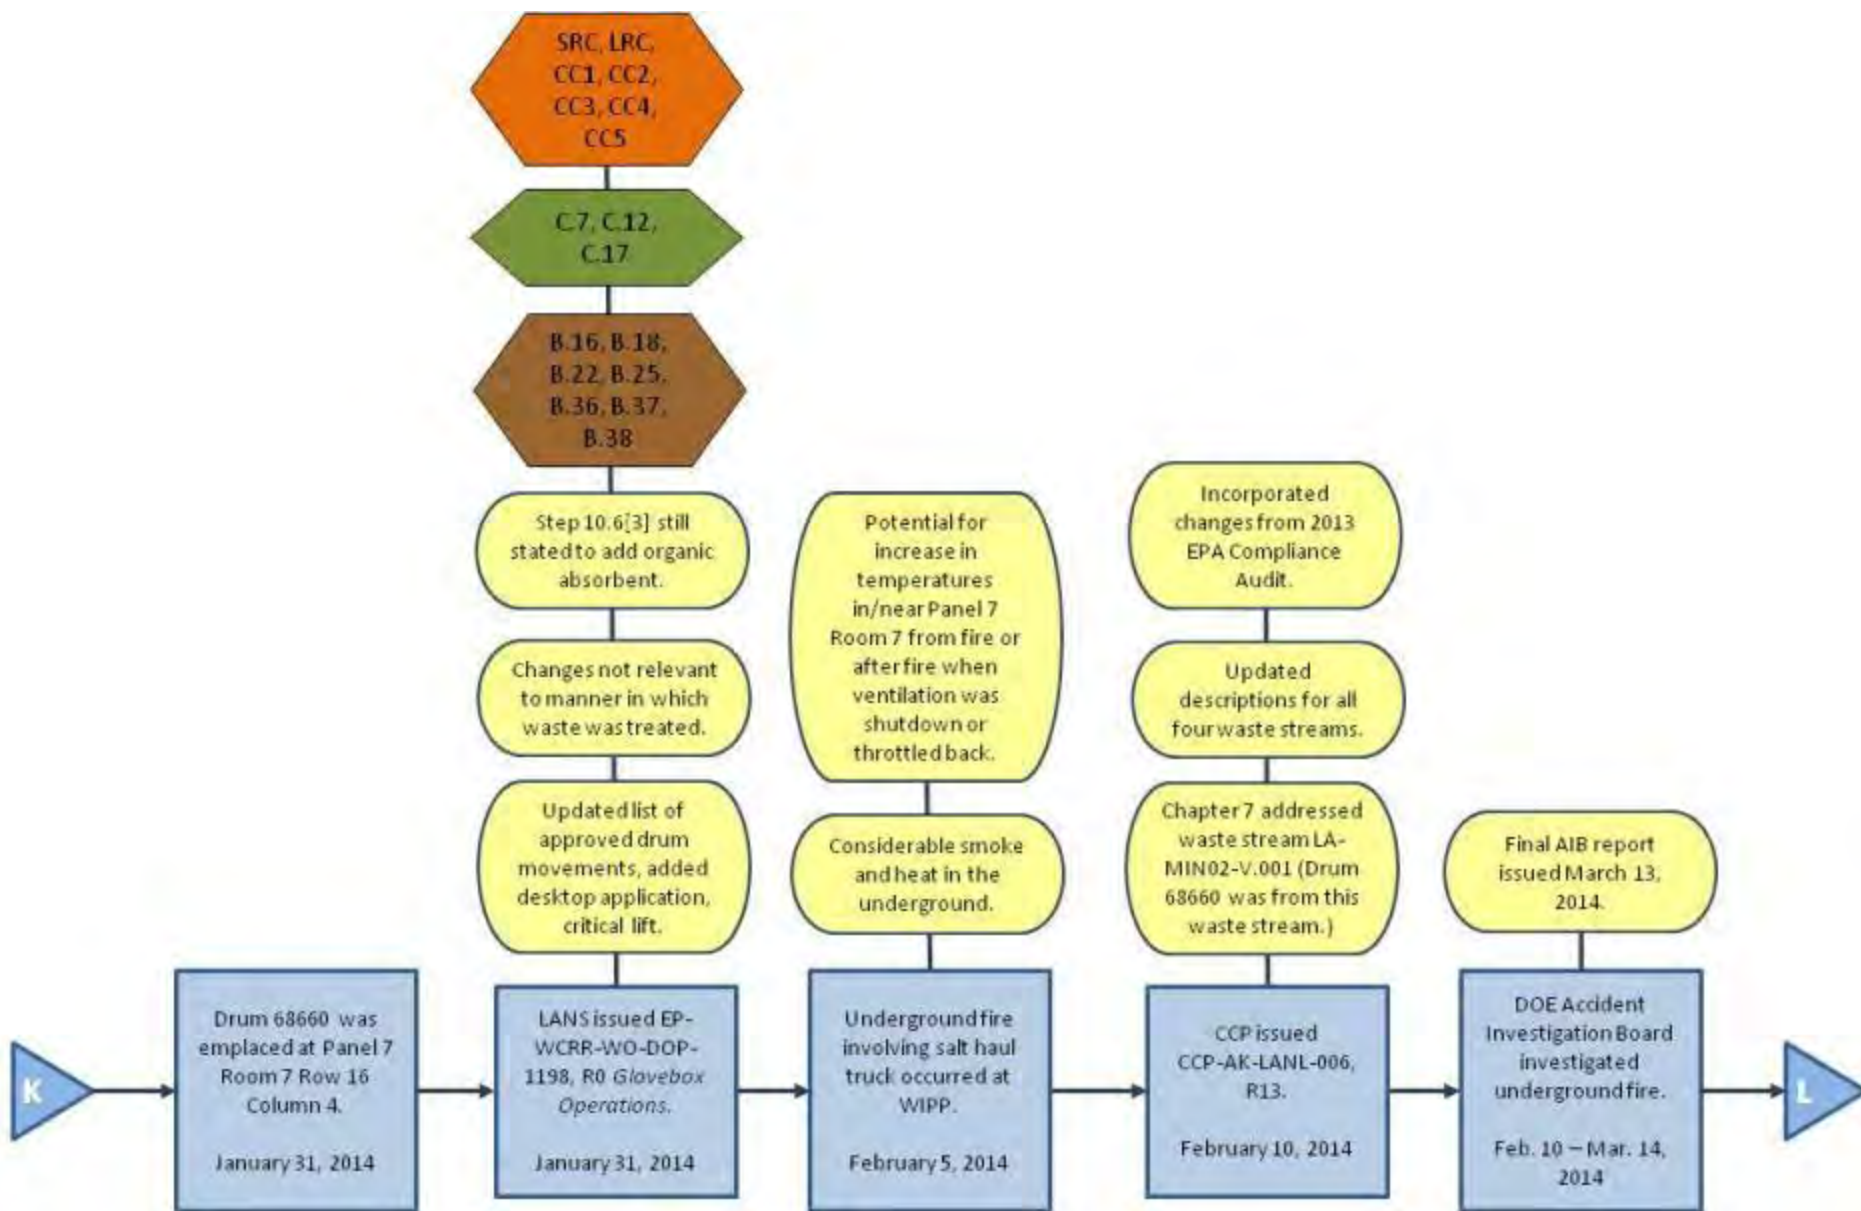 SRC, LRC,
CC1, CC2,
CC3, CC4,
CC5
C.7, C.12,
C.17
B.16, B.18,
B.22, B.25,
B.36, B.37,
B.38
Step 10.6[3] still
stated to add organic
absorbent.
Changes not relevant
to manner in which
waste was treated.
Updated list of
approved drum
movements, added
desktop application,
critical lift.
Potential for
increase in
temperatures
in/near Panel 7
Room 7 from fire or
after fire when
ventilation was
shutdown or
throttled back.
Considerable smoke
and heat in the
underground.
Incorporated
changes from 2013
EPA Compliance
Audit.
Updated
descriptions for all
four waste streams.
Chapter 7 addressed
waste stream LA-
MIN02-V.001 (Drum
68660 was from this
waste stream.)
Final AIB report
issued March 13,
2014.
K
Drum 68660 was
emplaced at Panel 7
Room 7 Row 16
Column 4.
January 31, 2014
LANS issued EP-
WCRR-WO-DOP-
1198, R0 Glovebox
Operations.
January 31, 2014
Underground fire
involving salt haul
truck occurred at
WIPP.
February 5, 2014
CCP issued
CCP-AK-LANL-006,
R13.
February 10, 2014
DOE Accident
Investigation Board
investigated
underground fire.
Feb. 10 – Mar. 14,
2014
L